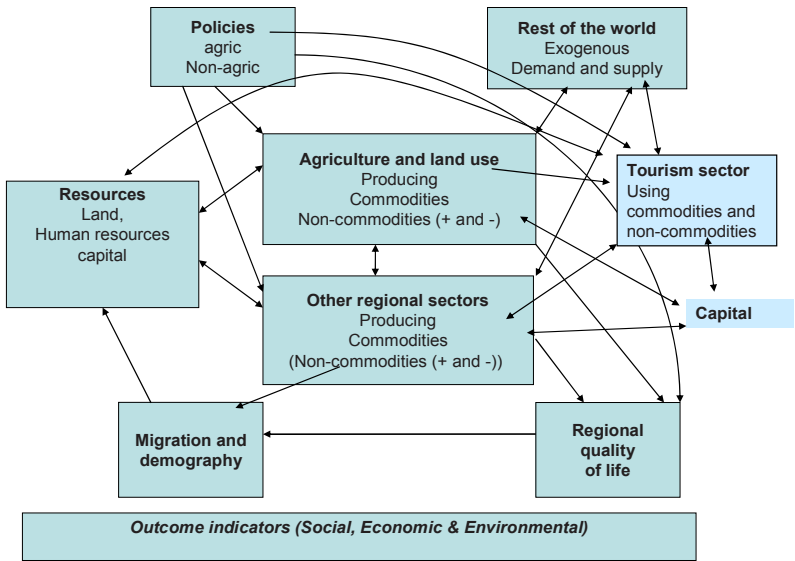 Policies
agric
Non-agric
Rest of the world
Exogenous
Demand and supply
Agriculture and land use
Producing
Commodities
Non-commodities (+ and -)
Tourism sector
Using
commodities and
non-commodities
Resources
Land,
Human resources
capital
Other regional sectors
Producing
Commodities
(Non-commodities (+ and -))
Capital
Migration and
demography
Regional
quality
of life
Outcome indicators (Social, Economic & Environmental)